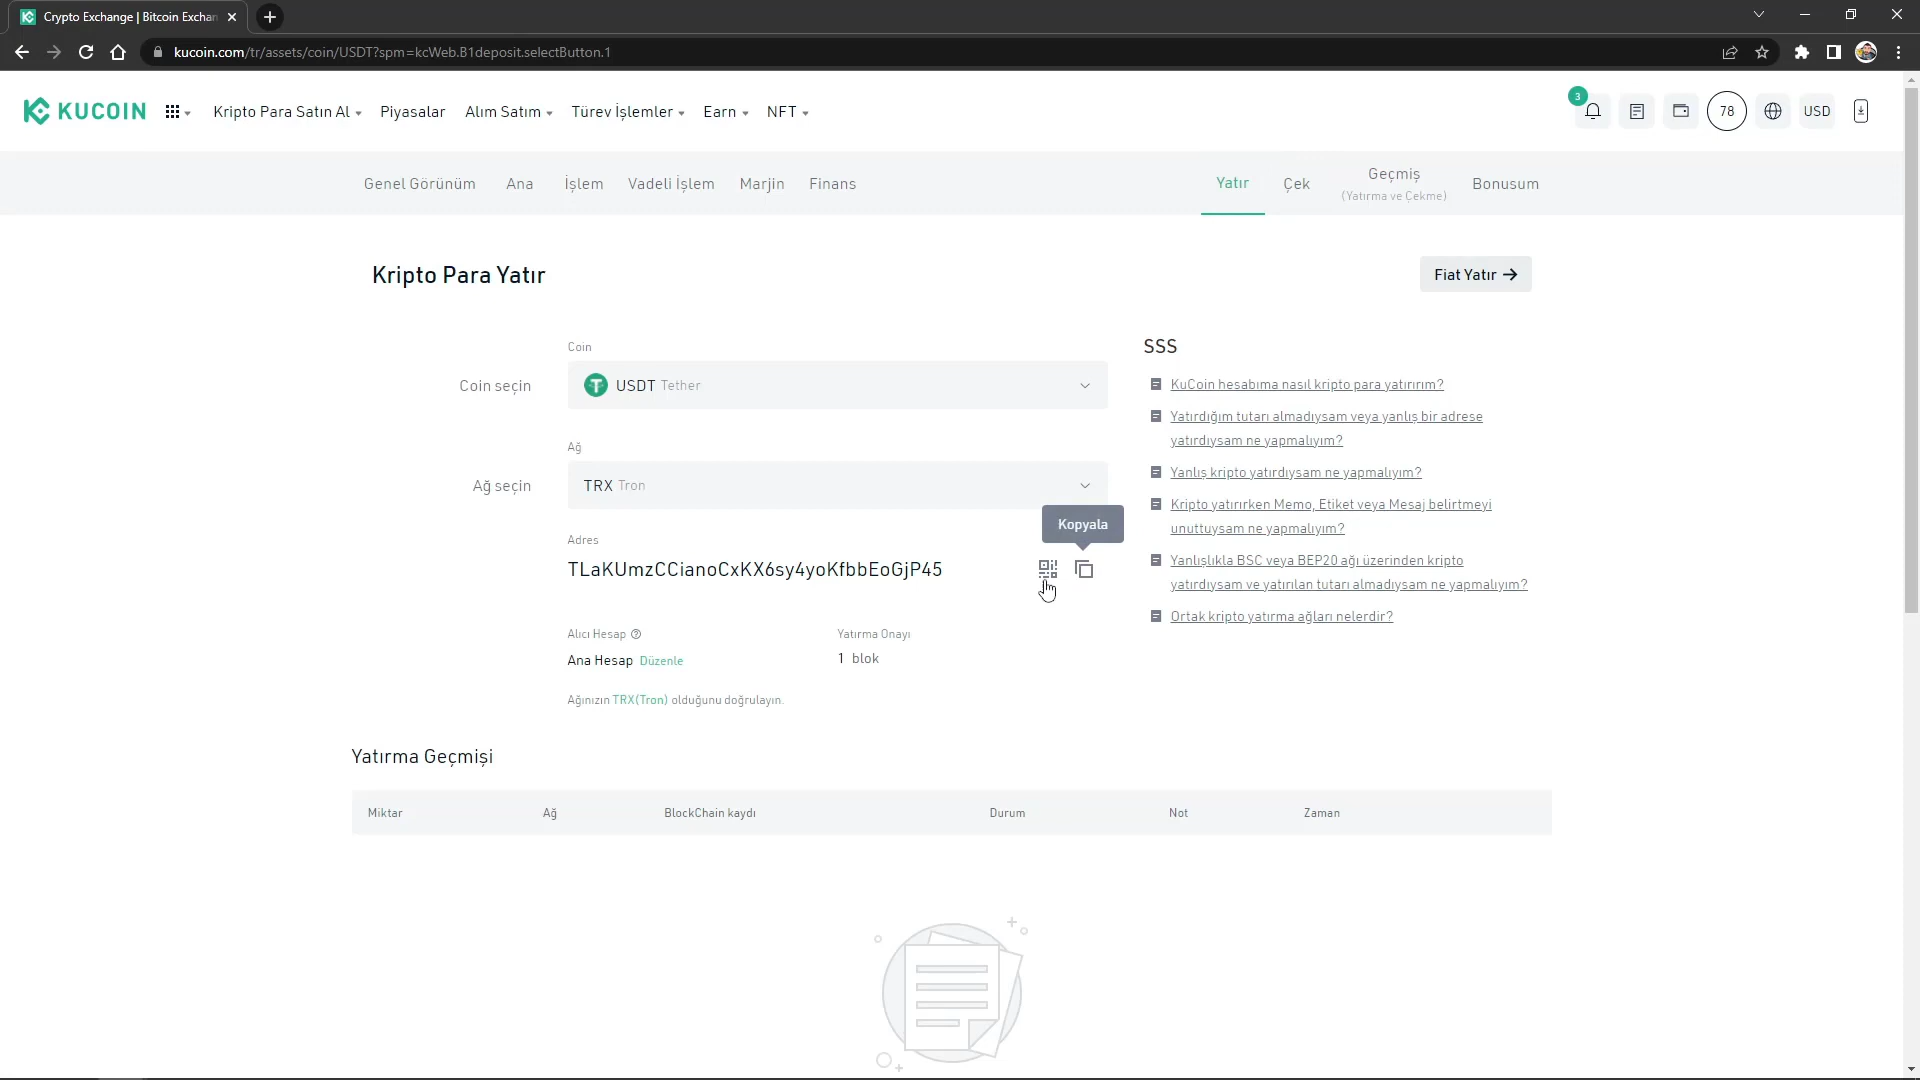 Crypto Exchange | Bitcoin Exchan
kucoin.com/tr/assets/coin/USDT?spm=kcWeb.B1deposit.selectButton.1
KUCOIN
Kripto Para Satın Al
Piyasalar
Alım Satım
Türev İşlemler
Earn
NFT
3
78
USD
Genel Görünüm
Ana
İşlem
Vadeli İşlem
Marjin
Finans
Yatır
Çek
Geçmiş
(Yatırma ve Çekme)
Bonusum
Kripto Para Yatır
Fiat Yatır →
Coin
Coin seçin
USDT Tether
Ağ
Ağ seçin
TRX Tron
Kopyala
Adres
TLaKUmzCCianoCxKX6sy4yoKfbbEoGjP45
Alıcı Hesap
Ana Hesap Düzenle
Yatırma Onayı
1 blok
Ağınızın TRX(Tron) olduğunu doğrulayın.
SSS
KuCoin hesabıma nasıl kripto para yatırırım?
Yatırdığım tutarı almadıysam veya yanlış bir adrese
yatırdıysam ne yapmalıyım?
Yanlış kripto yatırdıysam ne yapmalıyım?
Kripto yatırırken Memo, Etiket veya Mesaj belirtmeyi
unuttuysam ne yapmalıyım?
Yanlışlıkla BSC veya BEP20 ağı üzerinden kripto
yatırdıysam ve yatırılan tutarı almadıysam ne yapmalıyım?
Ortak kripto yatırma ağları nelerdir?
Yatırma Geçmişi
Miktar
Ağ
BlockChain kaydı
Durum
Not
Zaman